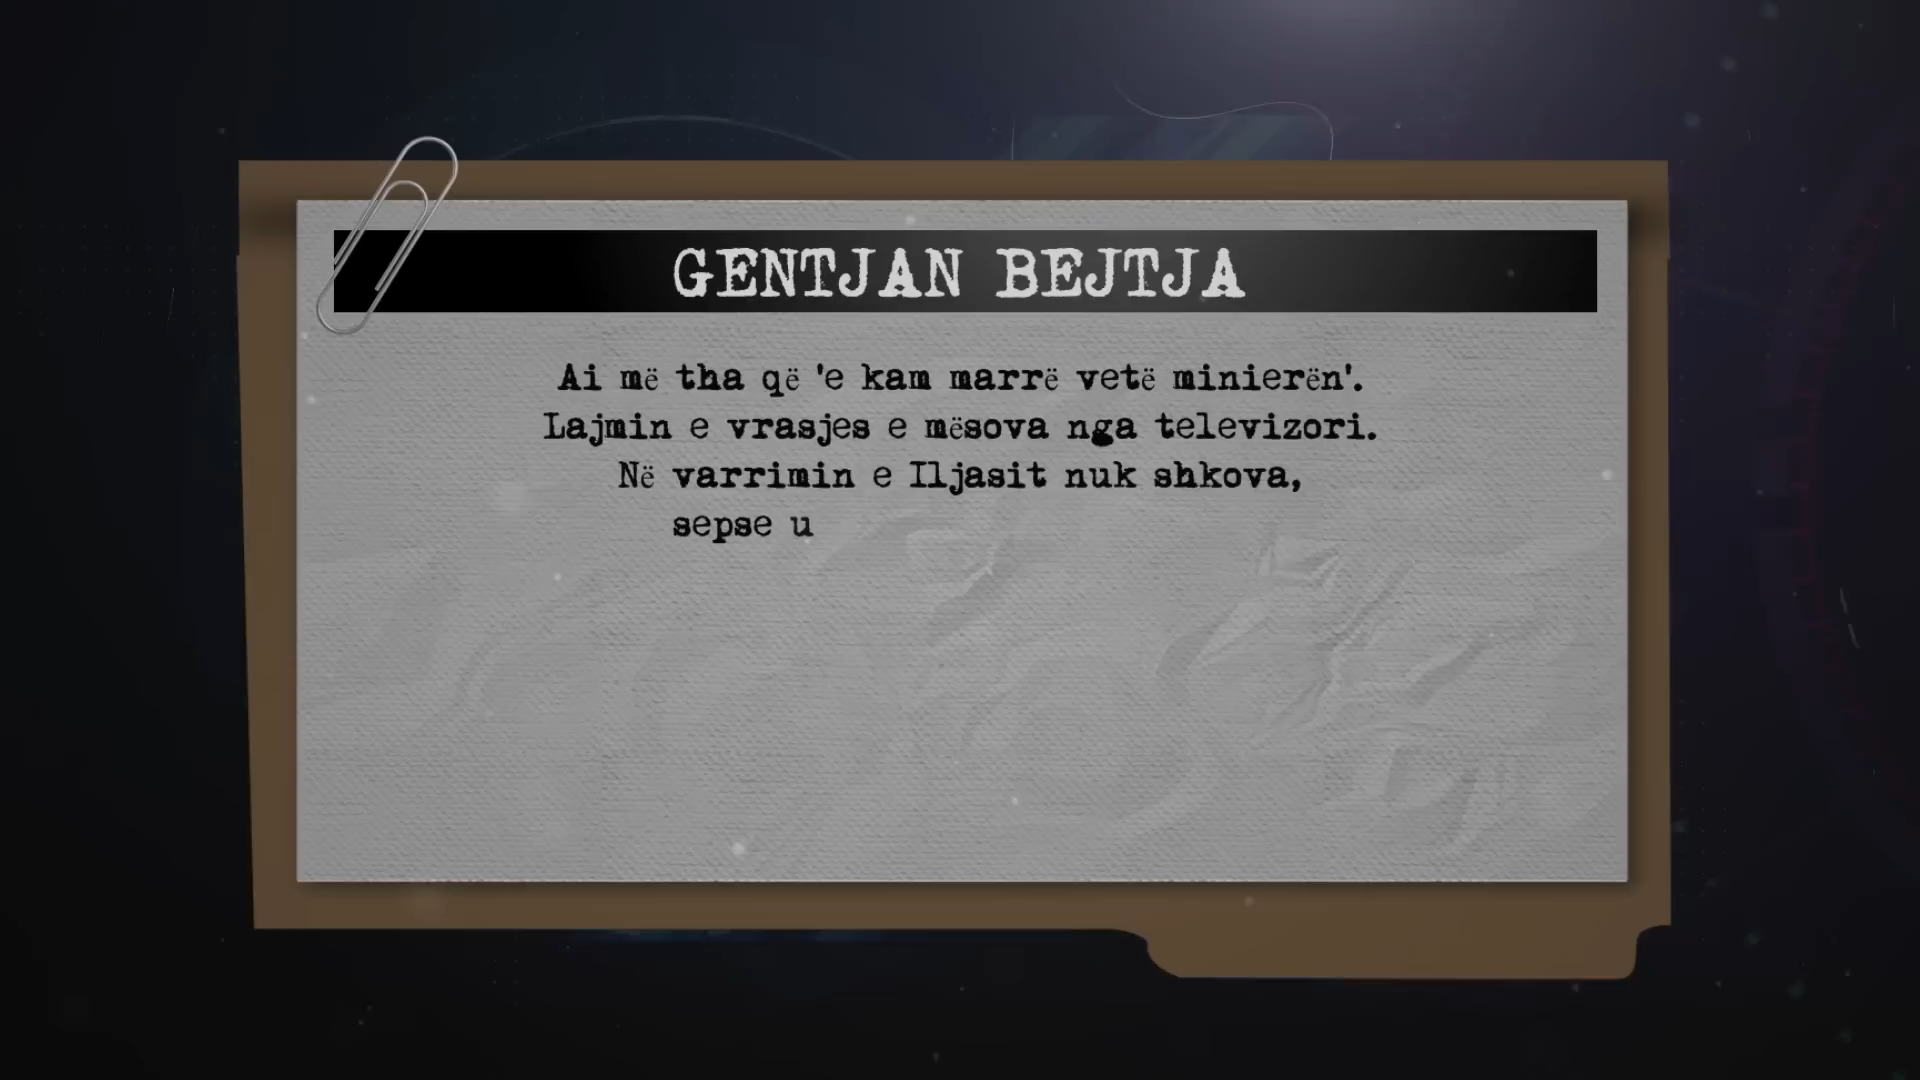 GENTJAN BEJTJA
Ai më tha që 'e kam marrë vetë minierën'.
Lajmin e vrasjes e mësova nga televizori.
Në varrimin e Iljasit nuk shkova,
sepse u